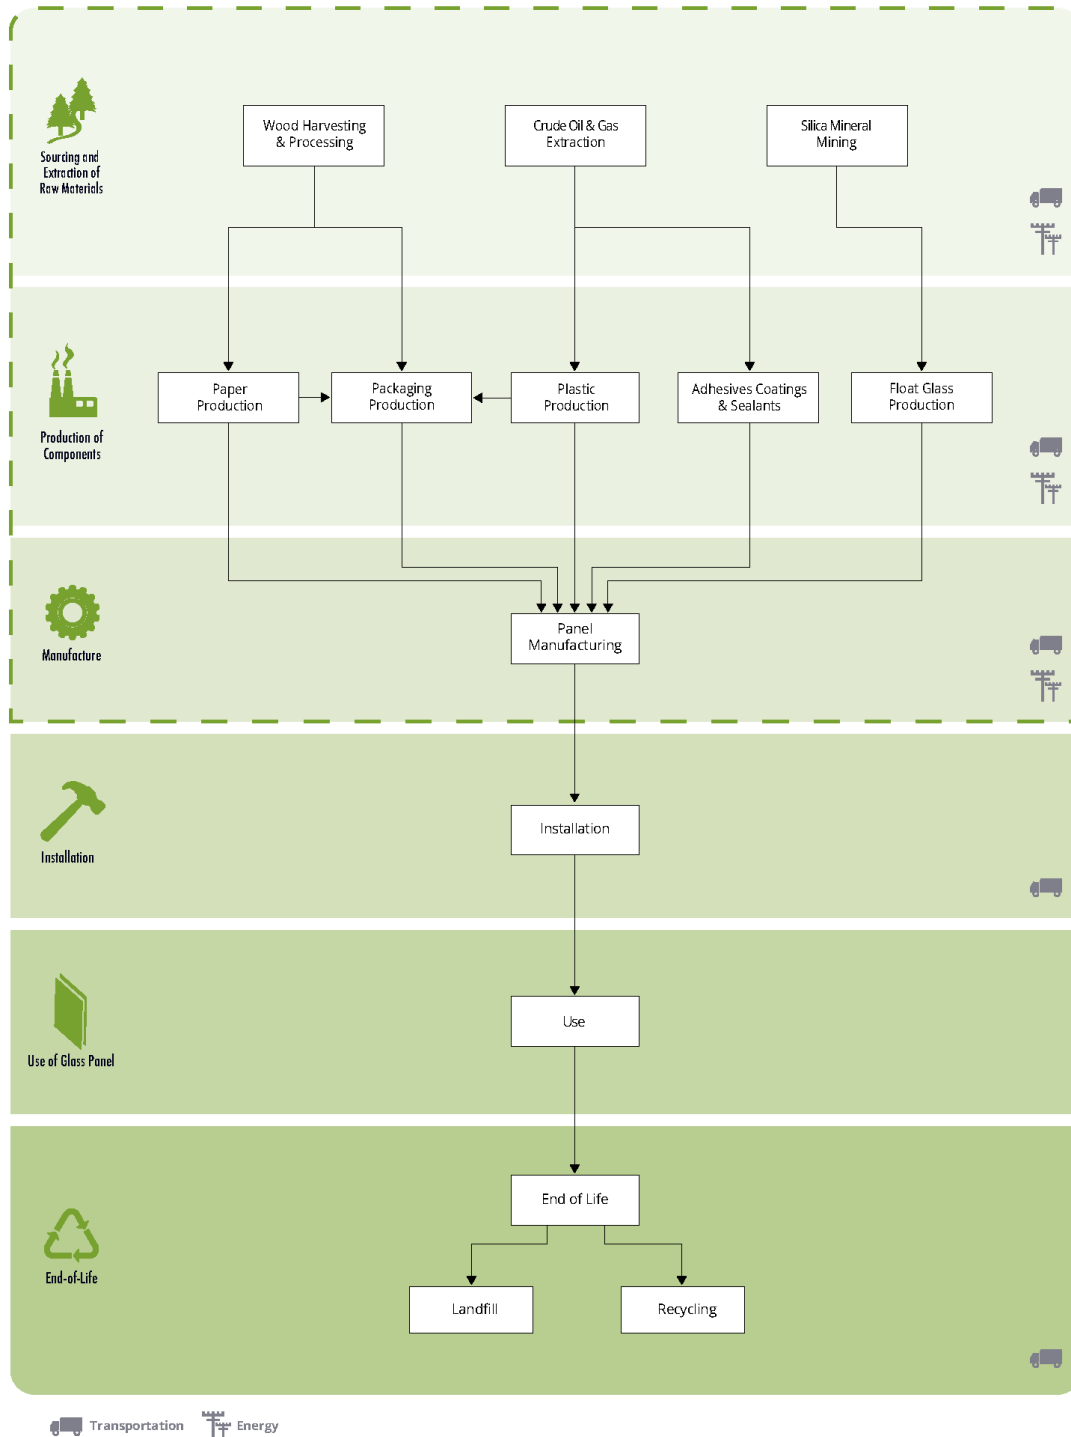 Sourcing and
Extraction of
Raw Materials
Wood Harvesting
& Processing
Crude Oil & Gas
Extraction
Silica Mineral
Mining
Production of
Components
Paper
Production
Packaging
Production
Plastic
Production
Adhesives Coatings
& Sealants
Float Glass
Production
Manufacture
Panel
Manufacturing
Installation
Installation
Use of Glass Panel
Use
End-of-Life
End of Life
Landfill
Recycling
Transportation
Energy